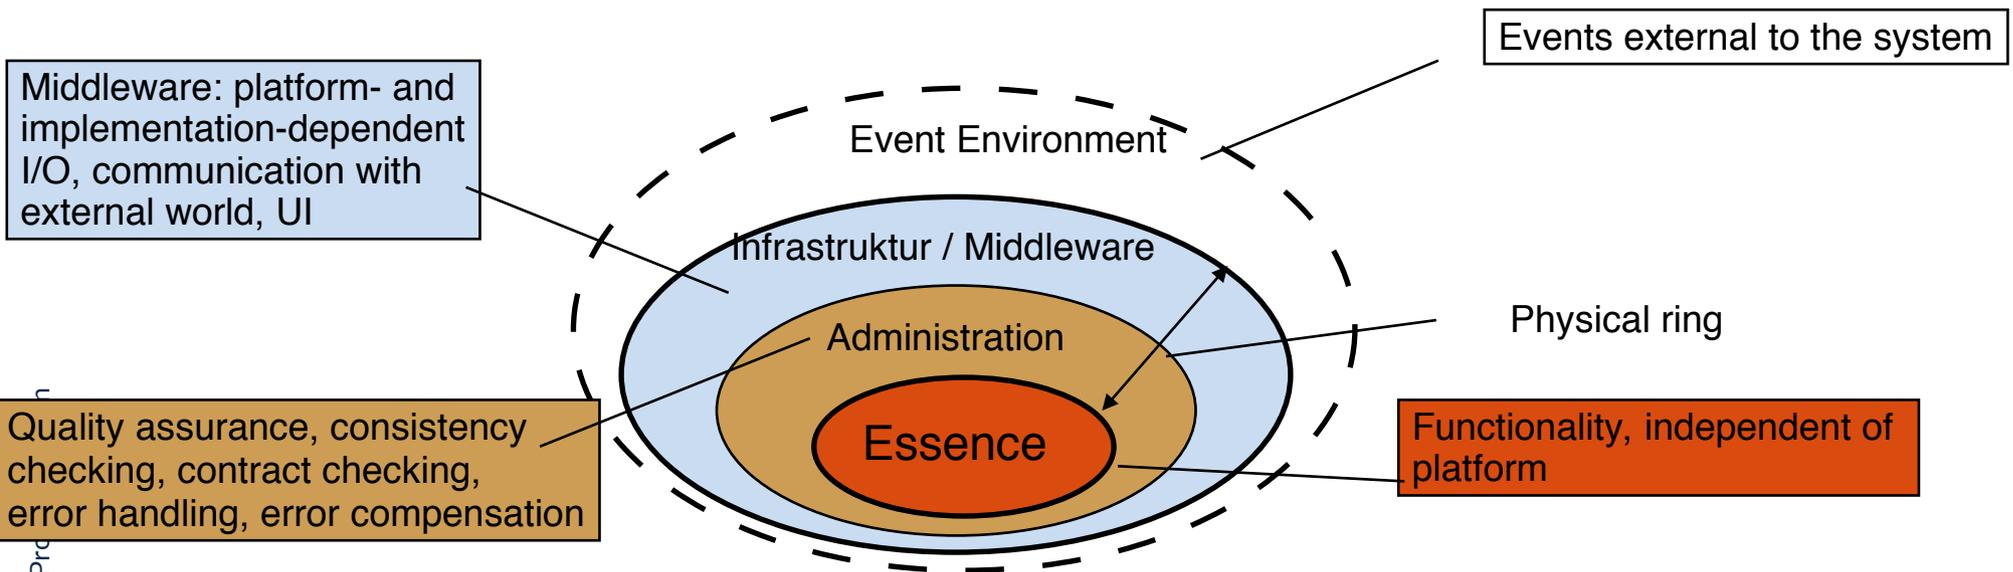 Events external to the system
Middleware: platform- and
implementation-dependent
I/O, communication with
external world, UI
Event Environment
Infrastruktur / Middleware
Physical ring
Administration
Quality assurance, consistency
checking, contract checking,
error handling, error compensation
Essence
Functionality, independent of
platform